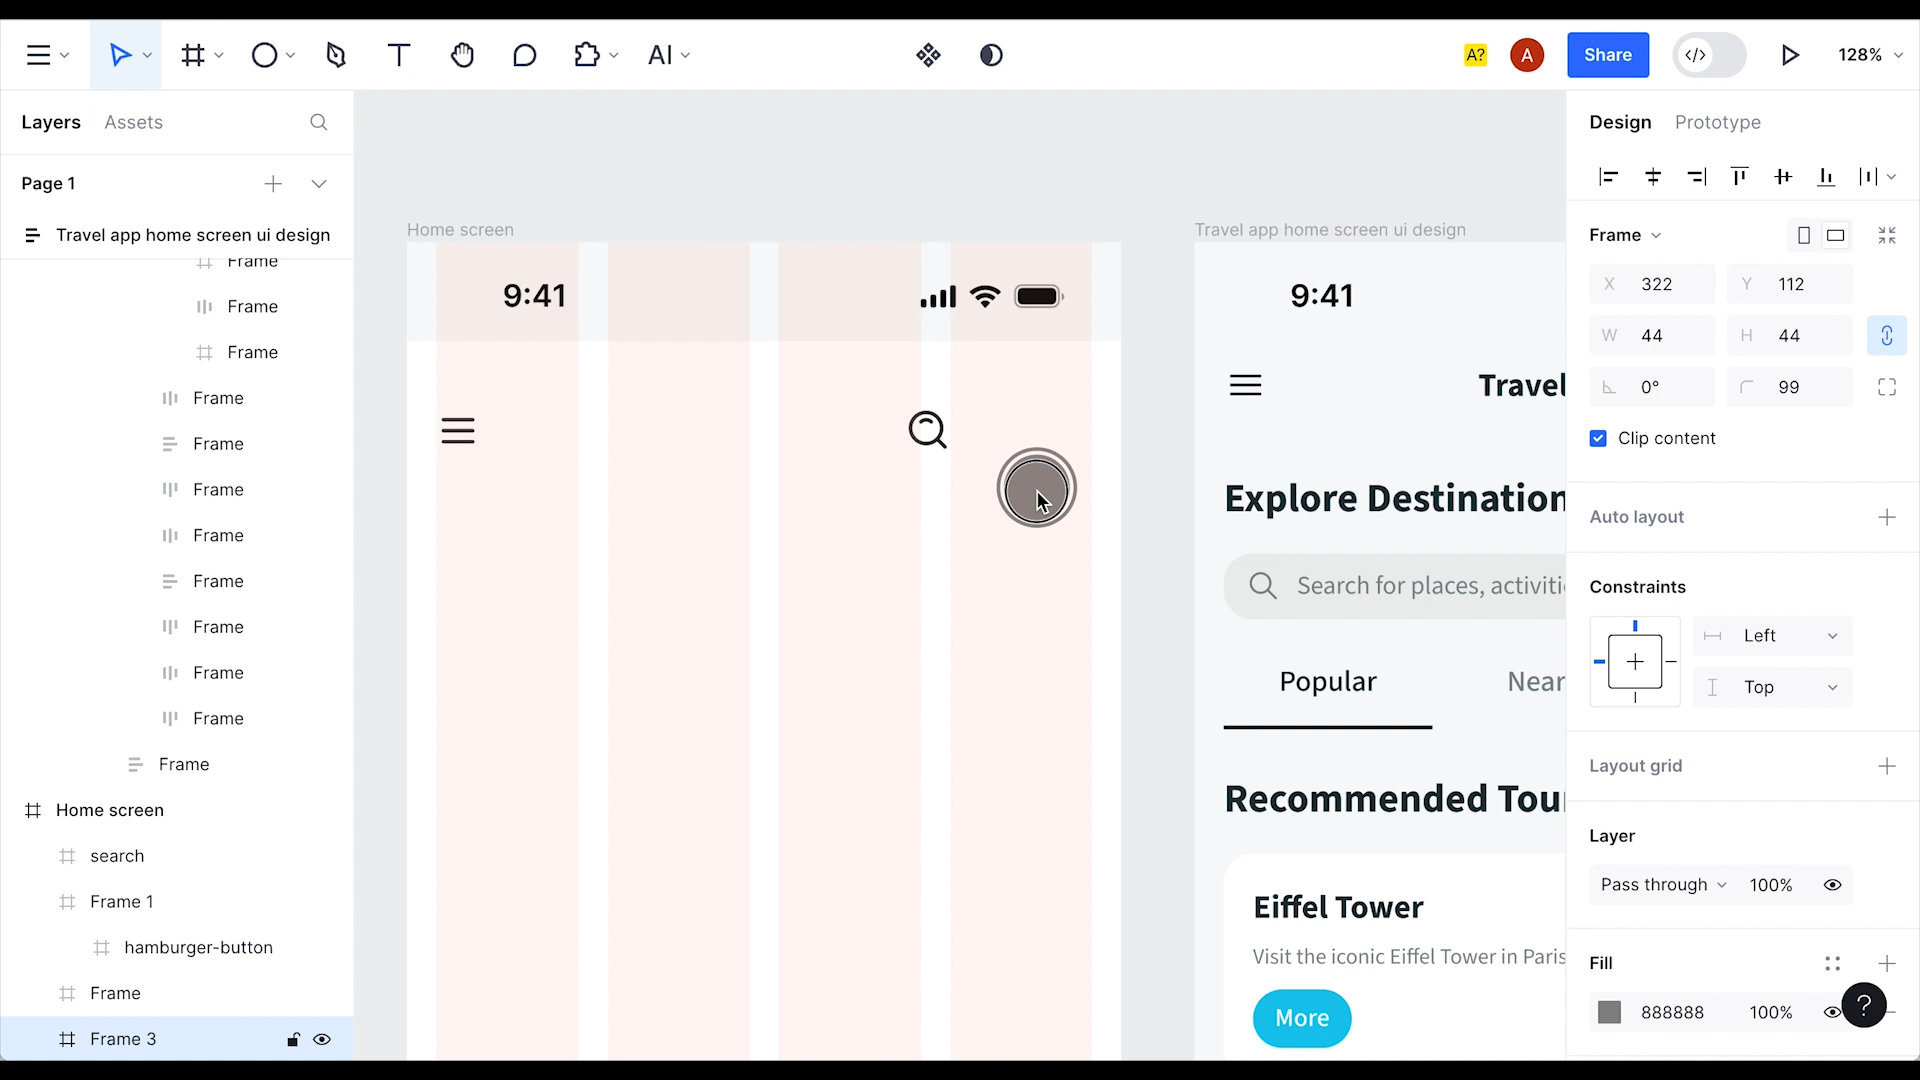 AI
A?
A
Share
</>
128%
Layers
Assets
Design
Prototype
Page 1
Travel app home screen ui design
Home screen
Travel app home screen ui design
Frame
Frame
Frame
Frame
Frame
Frame
Frame
Frame
Frame
Frame
Frame
Frame
Home screen
search
Frame 1
hamburger-button
Frame
Frame 3
9:41
9:41
Travel
Explore Destination
Search for places, activitie
Popular
Near
Recommended Tour
Eiffel Tower
Visit the iconic Eiffel Tower in Paris
More
Frame
X 322
Y 112
W 44
H 44
0°
99
Clip content
Auto layout
Constraints
Left
Top
Layout grid
Layer
Pass through
100%
Fill
888888
100%
?